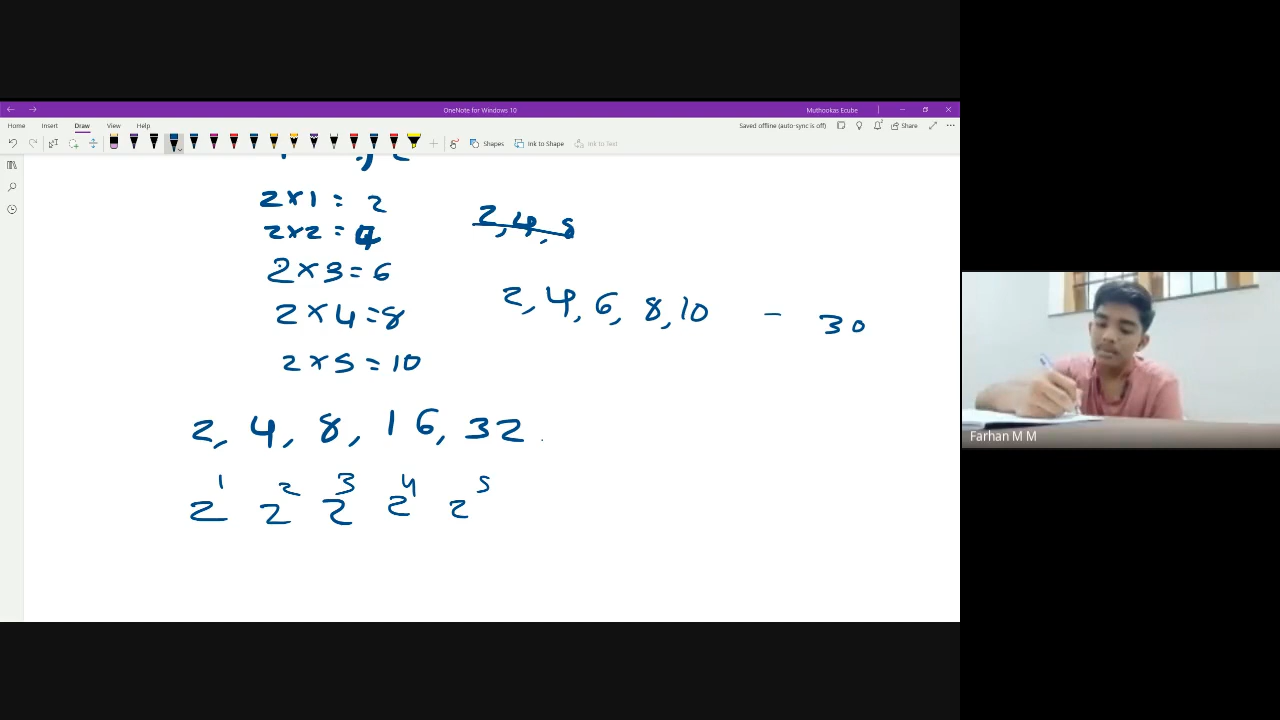 OneNote for Windows 10
Muthookas Ecube
Home Insert Draw View Help
Saved offline (auto-sync is off)
Share
Shapes
Ink to Shape
Ink to Text
2×1 = 2
2×2 = 4
2×3 = 6
2×4 = 8
2×5 = 10
2, 4, 8
2, 4, 6, 8, 10 – 30
2, 4, 8, 16, 32
2¹ 2² 2³ 2⁴ 2⁵
Farhan M M